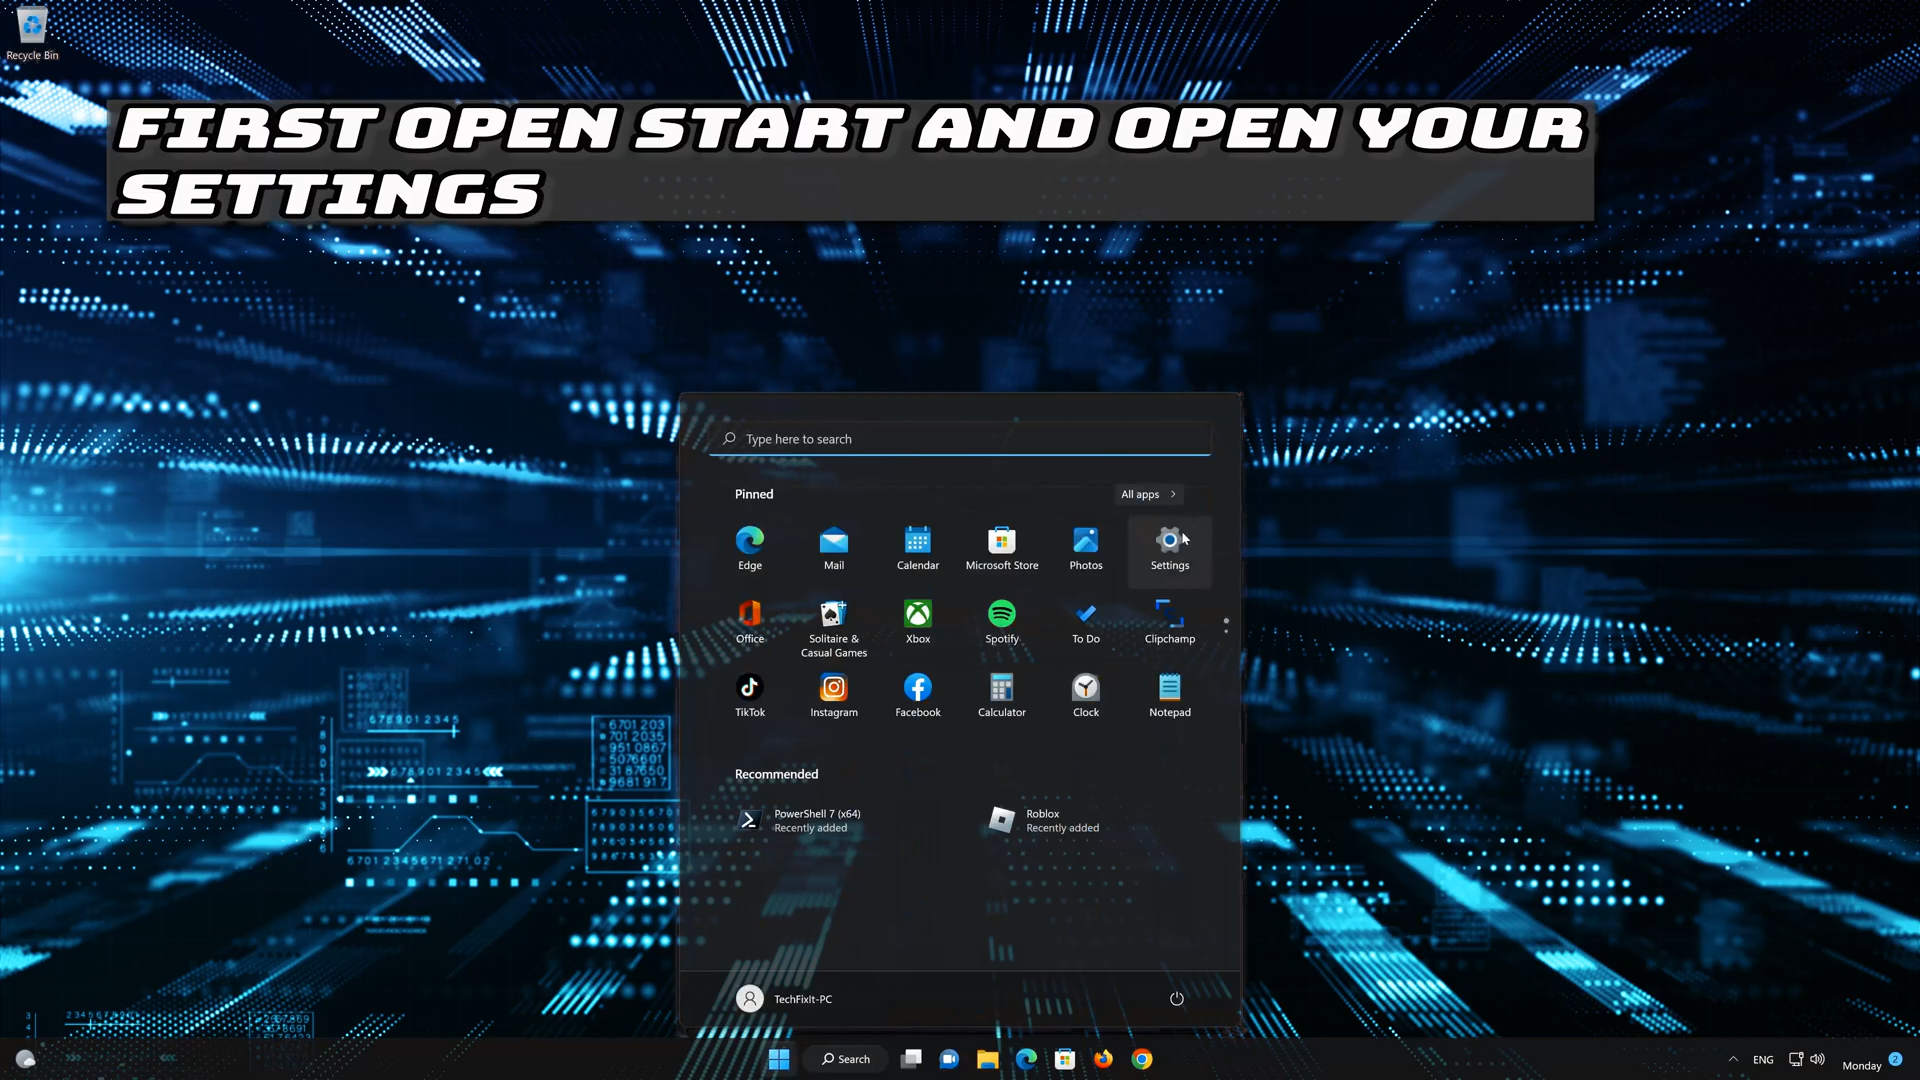 Recycle Bin
FIRST OPEN START AND OPEN YOUR
SETTINGS
Type here to search
Pinned
All apps
Edge
Mail
Calendar
Microsoft Store
Photos
Settings
Office
Solitaire &
Casual Games
Xbox
Spotify
To Do
Clipchamp
TikTok
Instagram
Facebook
Calculator
Clock
Notepad
Recommended
PowerShell 7 (x64)
Recently added
Roblox
Recently added
TechFixIt-PC
Search
ENG
Monday
2